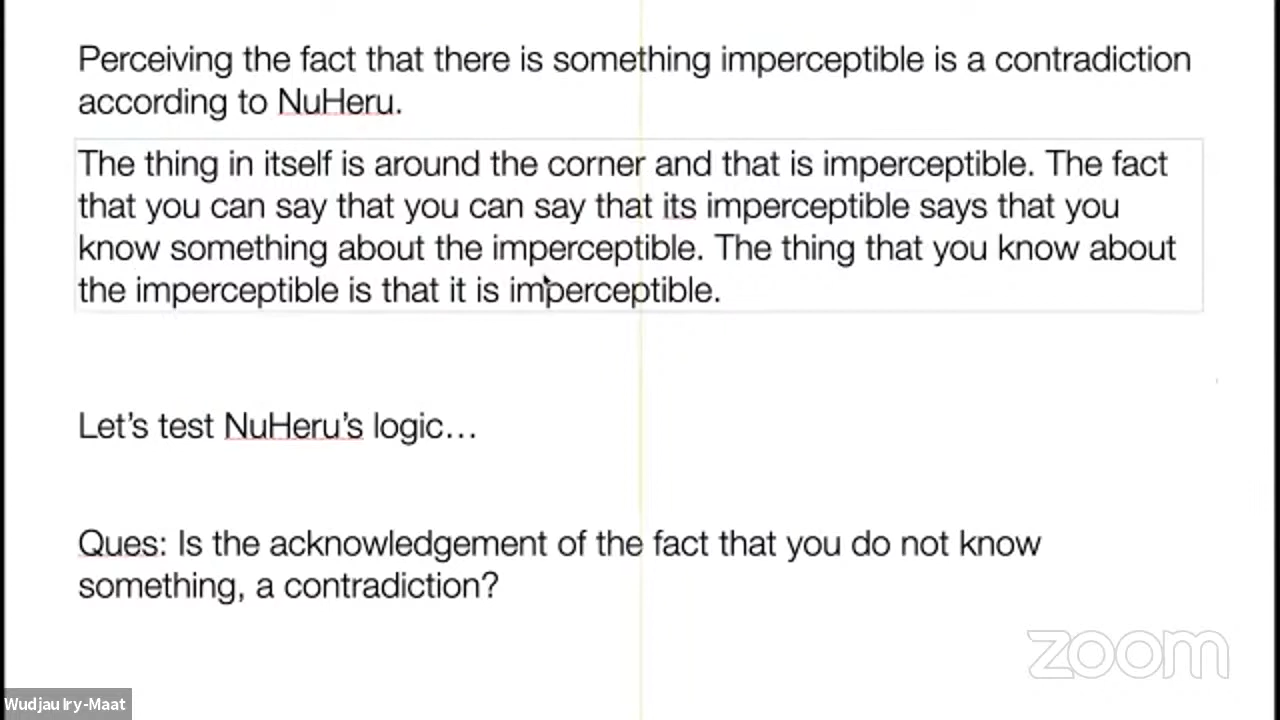 Perceiving the fact that there is something imperceptible is a contradiction
according to NuHeru.
The thing in itself is around the corner and that is imperceptible. The fact
that you can say that you can say that its imperceptible says that you
know something about the imperceptible. The thing that you know about
the imperceptible is that it is imperceptible.
Let’s test NuHeru’s logic…
Ques: Is the acknowledgement of the fact that you do not know
something, a contradiction?
zoom
Wudjau Iry-Maat